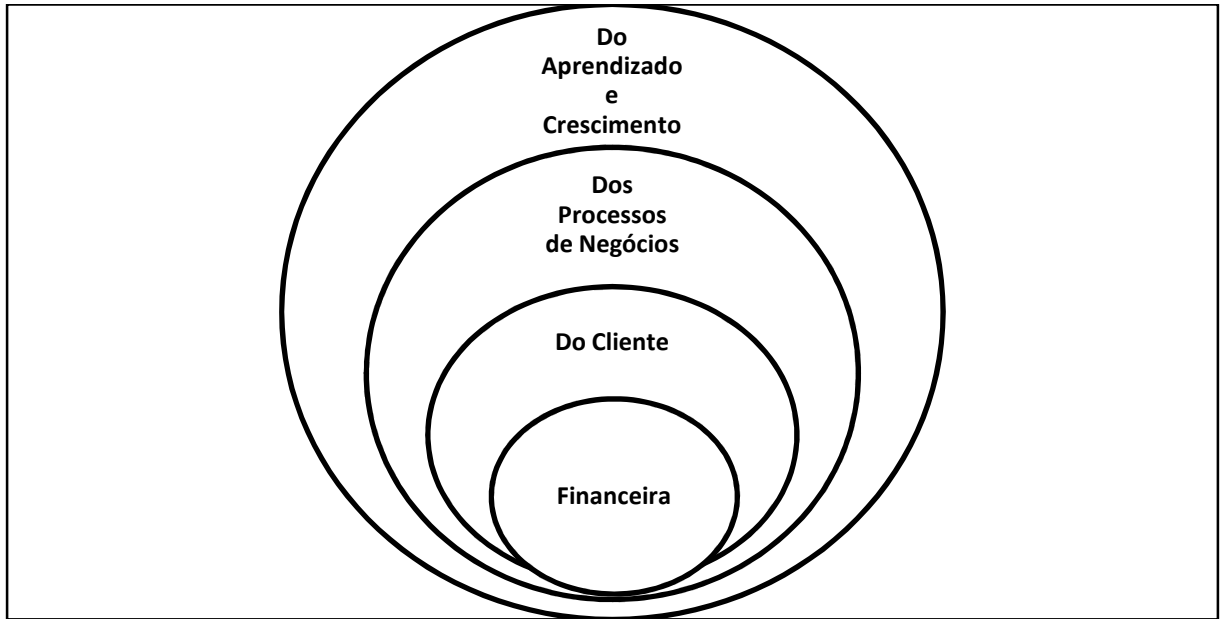 Do
Aprendizado
e
Crescimento
Dos
Processos
de Negócios
Do Cliente
Financeira